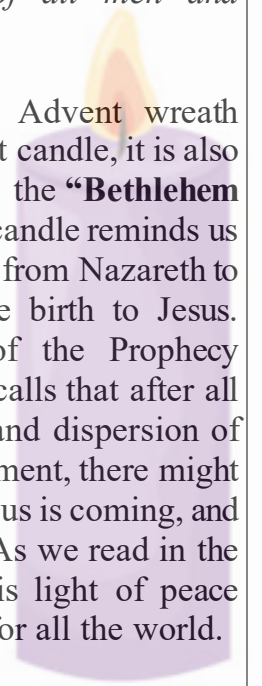 of all men and
Advent wreath
t candle, it is also
the “Bethlehem
candle reminds us
from Nazareth to
e birth to Jesus.
of the Prophecy
calls that after all
and dispersion of
ment, there might
us is coming, and
As we read in the
is light of peace
for all the world.